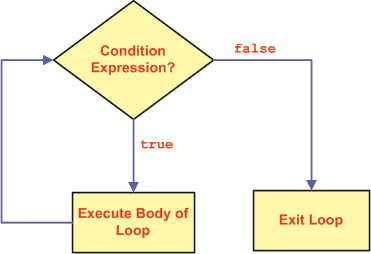 Condition
Expression?
false
true
Execute Body of
Loop
Exit Loop